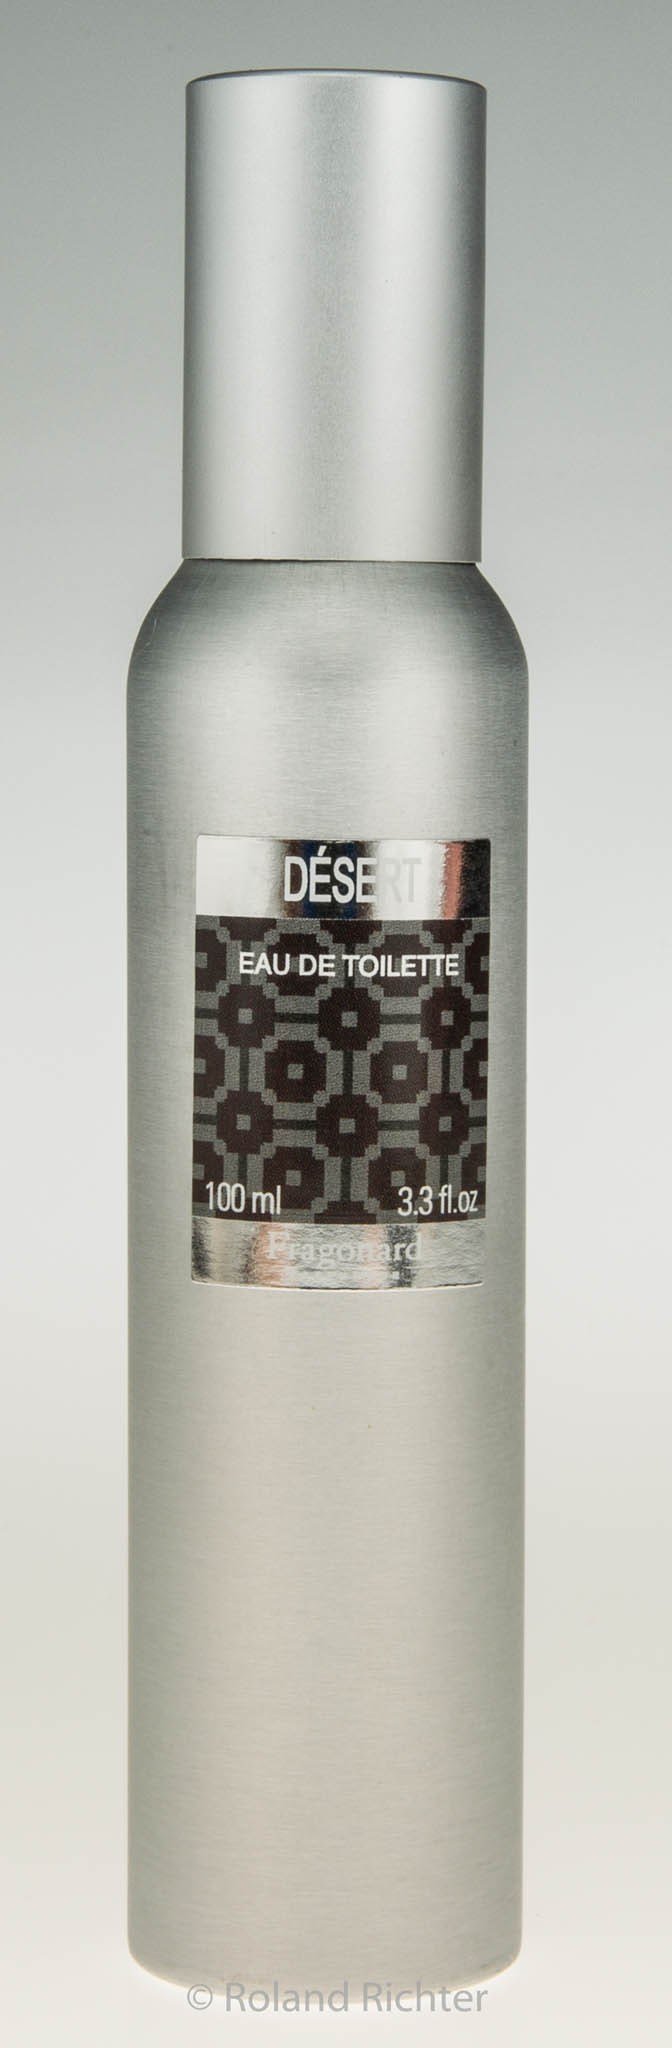 DÉSERT
EAU DE TOILETTE
100 ml 3.3 fl.oz
Fragonard
© Roland Richter